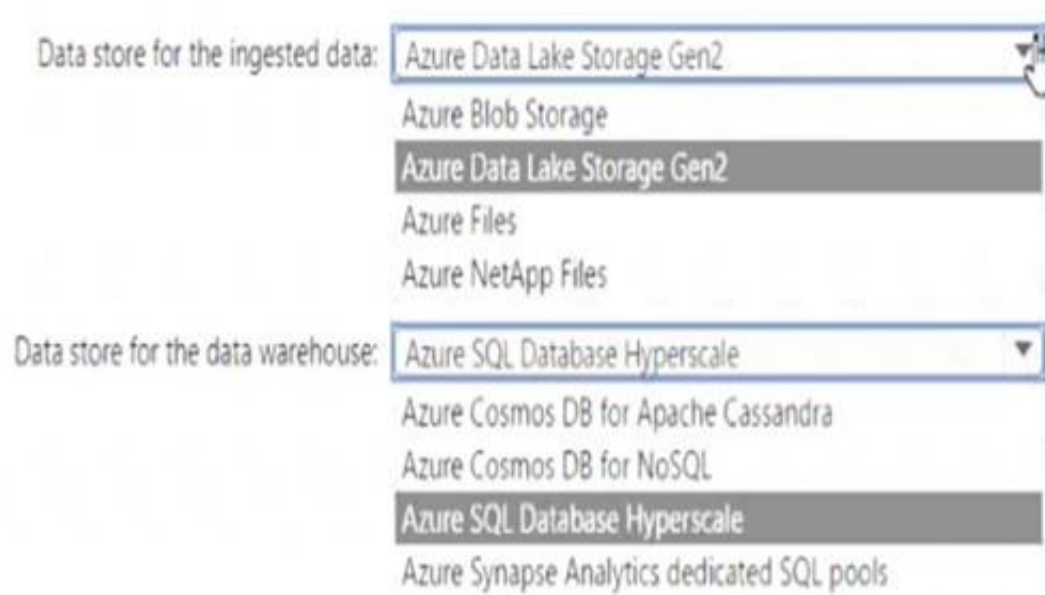 Data store for the ingested data: Azure Data Lake Storage Gen2
Azure Blob Storage
Azure Data Lake Storage Gen2
Azure Files
Azure NetApp Files
Data store for the data warehouse: Azure SQL Database Hyperscale
Azure Cosmos DB for Apache Cassandra
Azure Cosmos DB for NoSQL
Azure SQL Database Hyperscale
Azure Synapse Analytics dedicated SQL pools